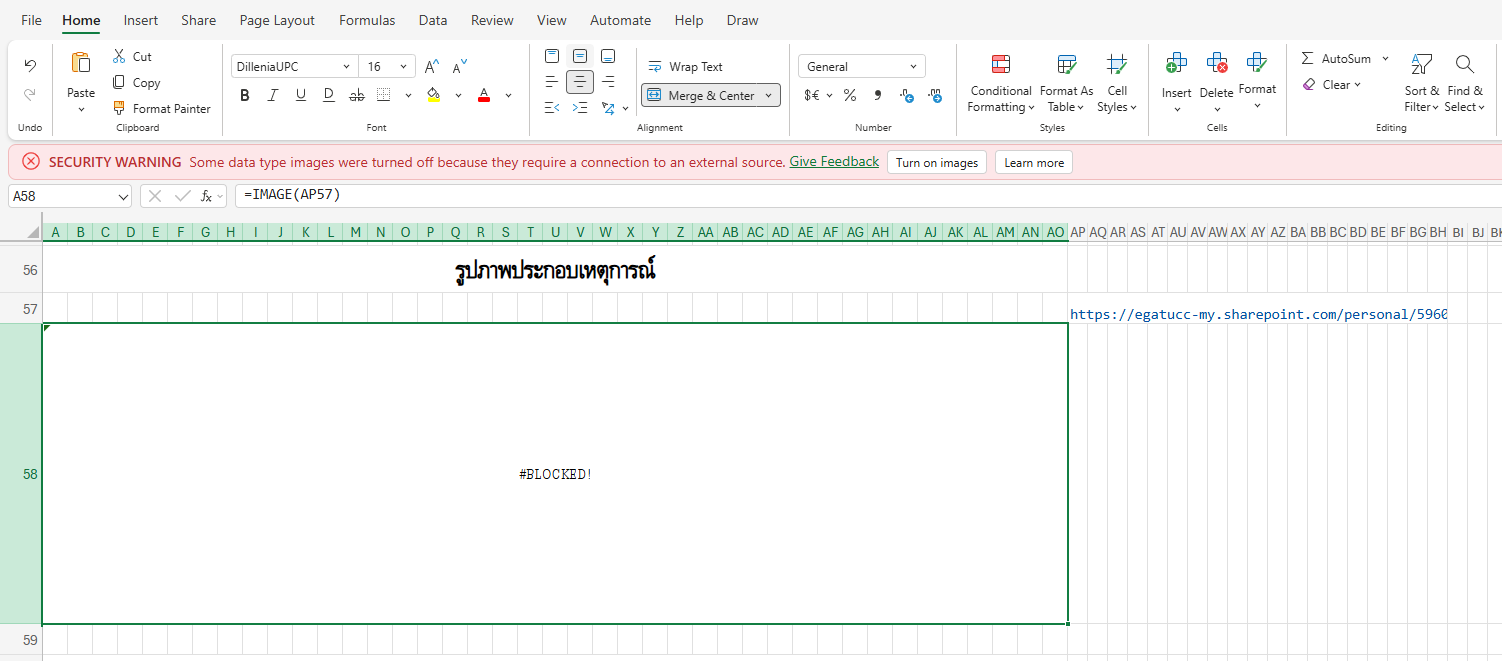 File Home Insert Share Page Layout Formulas Data Review View Automate Help Draw
Cut
Copy
Format Painter
Paste
Undo
Clipboard
DilleniaUPC 16 A^ A˅
B I U D ab A
Font
Wrap Text
Merge & Center
Alignment
General
$€ % 9
Number
Conditional Formatting
Format As Table
Cell Styles
Styles
Insert
Delete
Format
Cells
AutoSum
Clear
Sort & Filter
Find & Select
Editing
SECURITY WARNING Some data type images were turned off because they require a connection to an external source. Give Feedback Turn on images Learn more
A58 fx =IMAGE(AP57)
A B C D E F G H I J K L M N O P Q R S T U V W X Y Z AA AB AC AD AE AF AG AH AI AJ AK AL AM AN AO AP AQ AR AS AT AU AV AW AX AY AZ BA BB BC BD BE BF BG BH BI BJ
56 รูปภาพประกอบเหตุการณ์
57 https://egatucc-my.sharepoint.com/personal/5960
58 #BLOCKED!
59